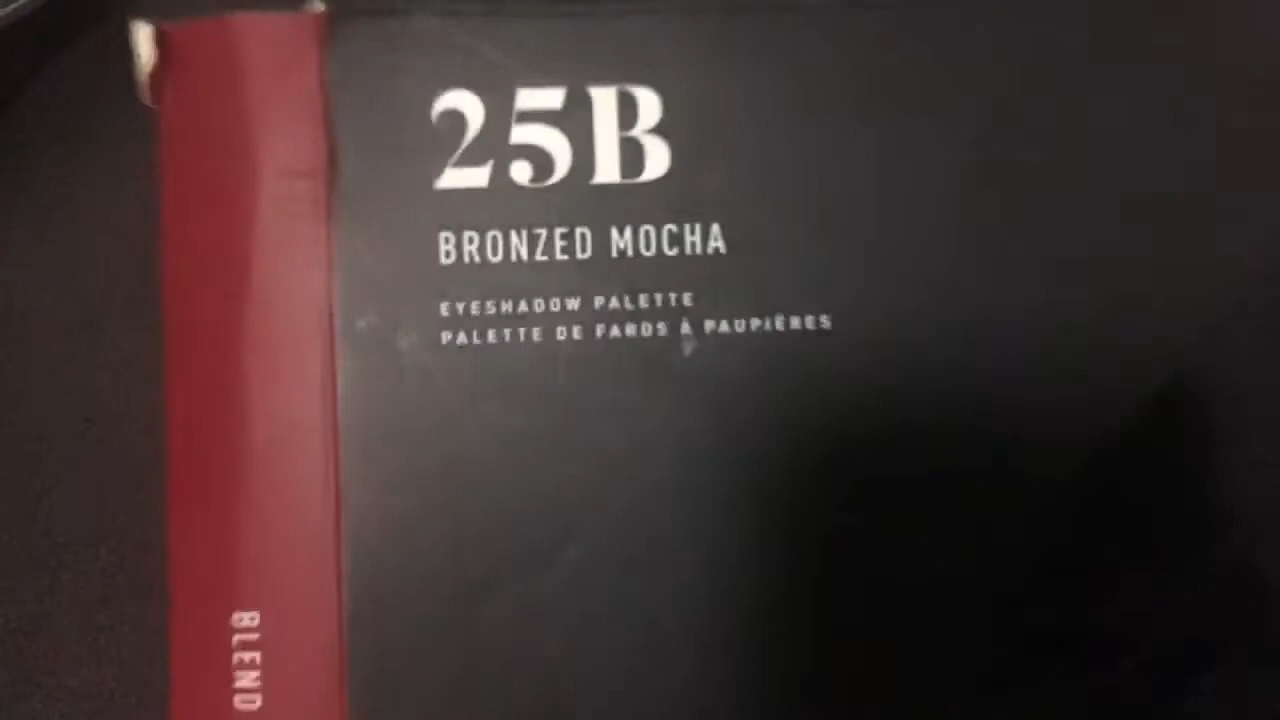 25B
BRONZED MOCHA
EYESHADOW PALETTE
PALETTE DE FARDS À PAUPIÈRES
BLEND